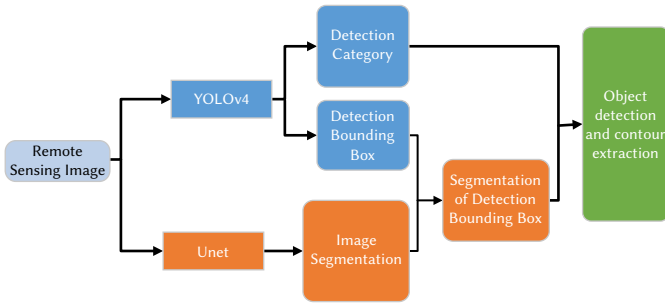 Detection
Category
YOLOv4
Detection
Bounding
Box
Remote
Sensing Image
Unet
Image
Segmentation
Segmentation
of Detection
Bounding Box
Object
detection
and contour
extraction